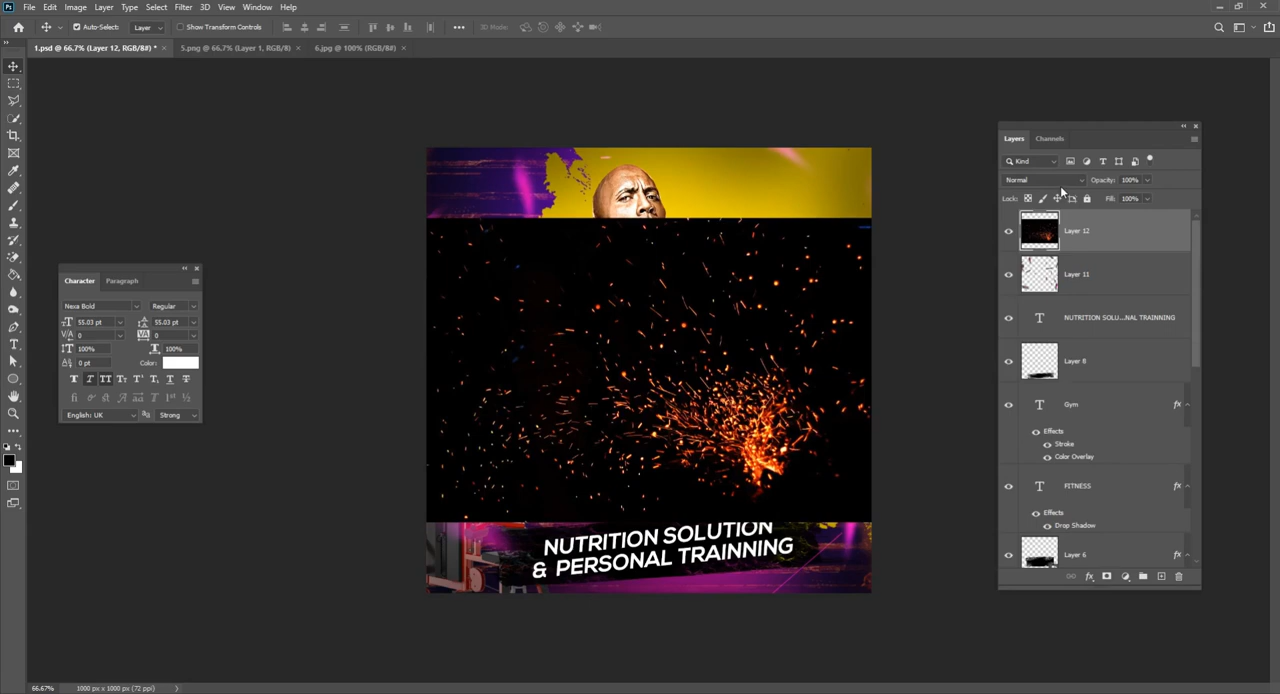 Ps File Edit Image Layer Type Select Filter 3D View Window Help
Auto-Select: Layer Show Transform Controls 3D Mode:
1.psd @ 66.7% (Layer 12, RGB/8#) * 5.png @ 66.7% (Layer 1, RGB/8) 6.jpg @ 100% (RGB/8#)
Layers Channels
Kind
Normal Opacity: 100%
Lock: Fill: 100%
Layer 12
Layer 11
NUTRITION SOLU...NAL TRAINNING
Layer 8
Gym fx
Effects
Stroke
Color Overlay
FITNESS fx
Effects
Drop Shadow
Layer 6 fx
Character Paragraph
Nexa Bold Regular
55.03 pt 55.03 pt
0 0
100% 100%
0 pt Color:
English: UK Strong
NUTRITION SOLUTION
& PERSONAL TRAINNING
66.67% 1000 px x 1000 px (72 ppi)